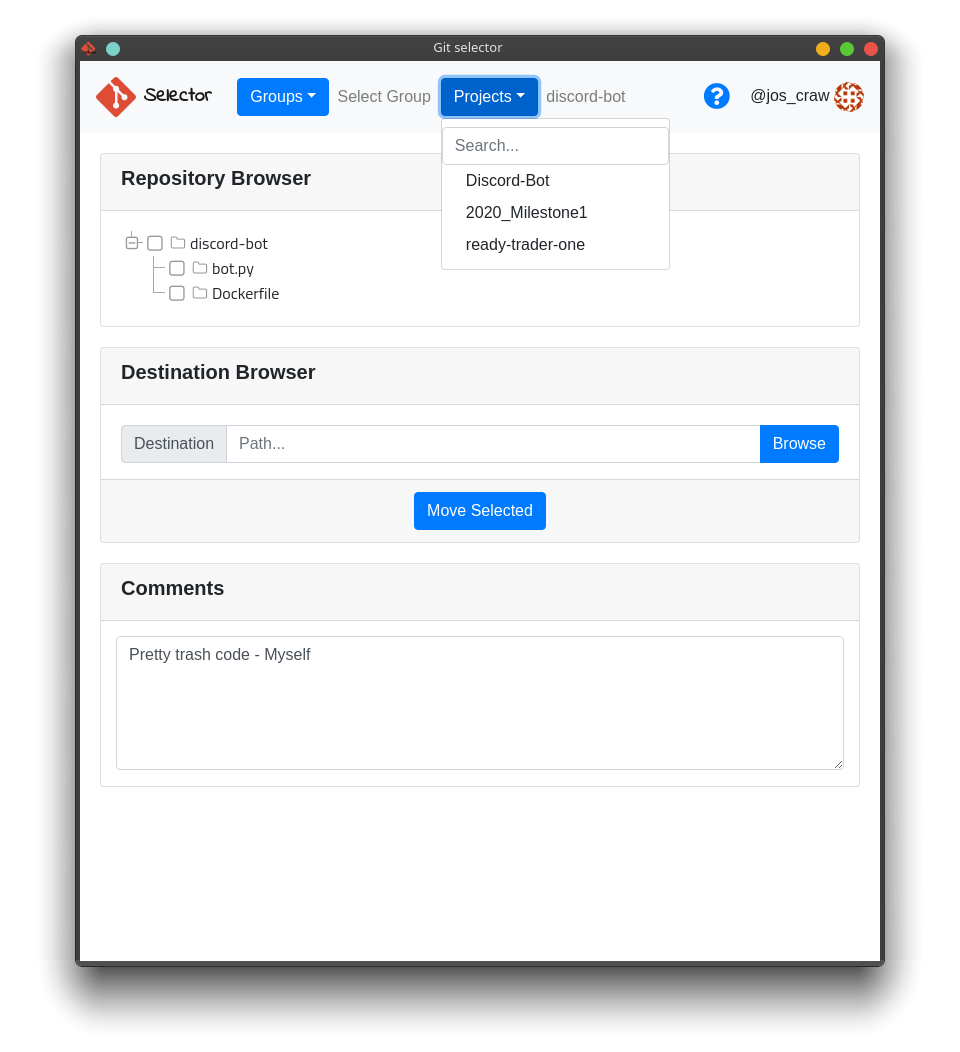 Git selector
Selector Groups Select Group Projects discord-bot ? @jos_craw
Search...
Discord-Bot
2020_Milestone1
ready-trader-one
Repository Browser
discord-bot
bot.py
Dockerfile
Destination Browser
Destination Path... Browse
Move Selected
Comments
Pretty trash code - Myself